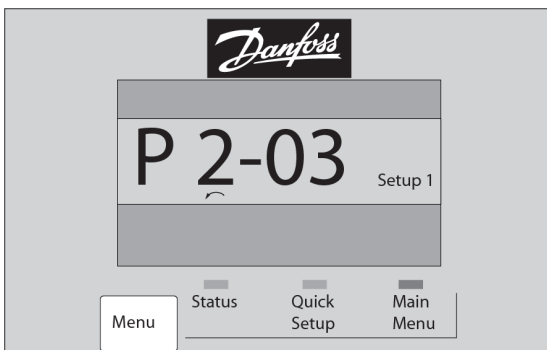 Danfoss
P 2-03
Setup 1
Status
Quick Setup
Main Menu
Menu